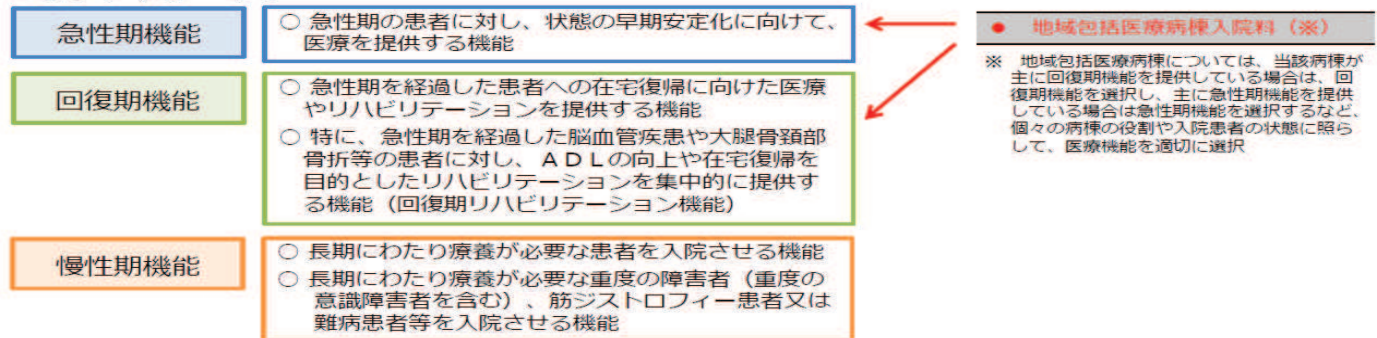 急性期機能
○ 急性期の患者に対し、状態の早期安定化に向けて、
医療を提供する機能
● 地域包括医療病棟入院料(※)
※ 地域包括医療病棟については、当該病棟が
主に回復期機能を提供している場合は、回
復期機能を選択し、主に急性期機能を提供
している場合は急性期機能を選択するなど、
個々の病棟の役割や入院患者の状態に照ら
して、医療機能を適切に選択
回復期機能
○ 急性期を経過した患者への在宅復帰に向けた医療
やリハビリテーションを提供する機能
○ 特に、急性期を経過した脳血管疾患や大腿骨頚部
骨折等の患者に対し、ADLの向上や在宅復帰を
目的としたリハビリテーションを集中的に提供す
る機能(回復期リハビリテーション機能)
慢性期機能
○ 長期にわたり療養が必要な患者を入院させる機能
○ 長期にわたり療養が必要な重度の障害者(重度の
意識障害者を含む)、筋ジストロフィー患者又は
難病患者等を入院させる機能